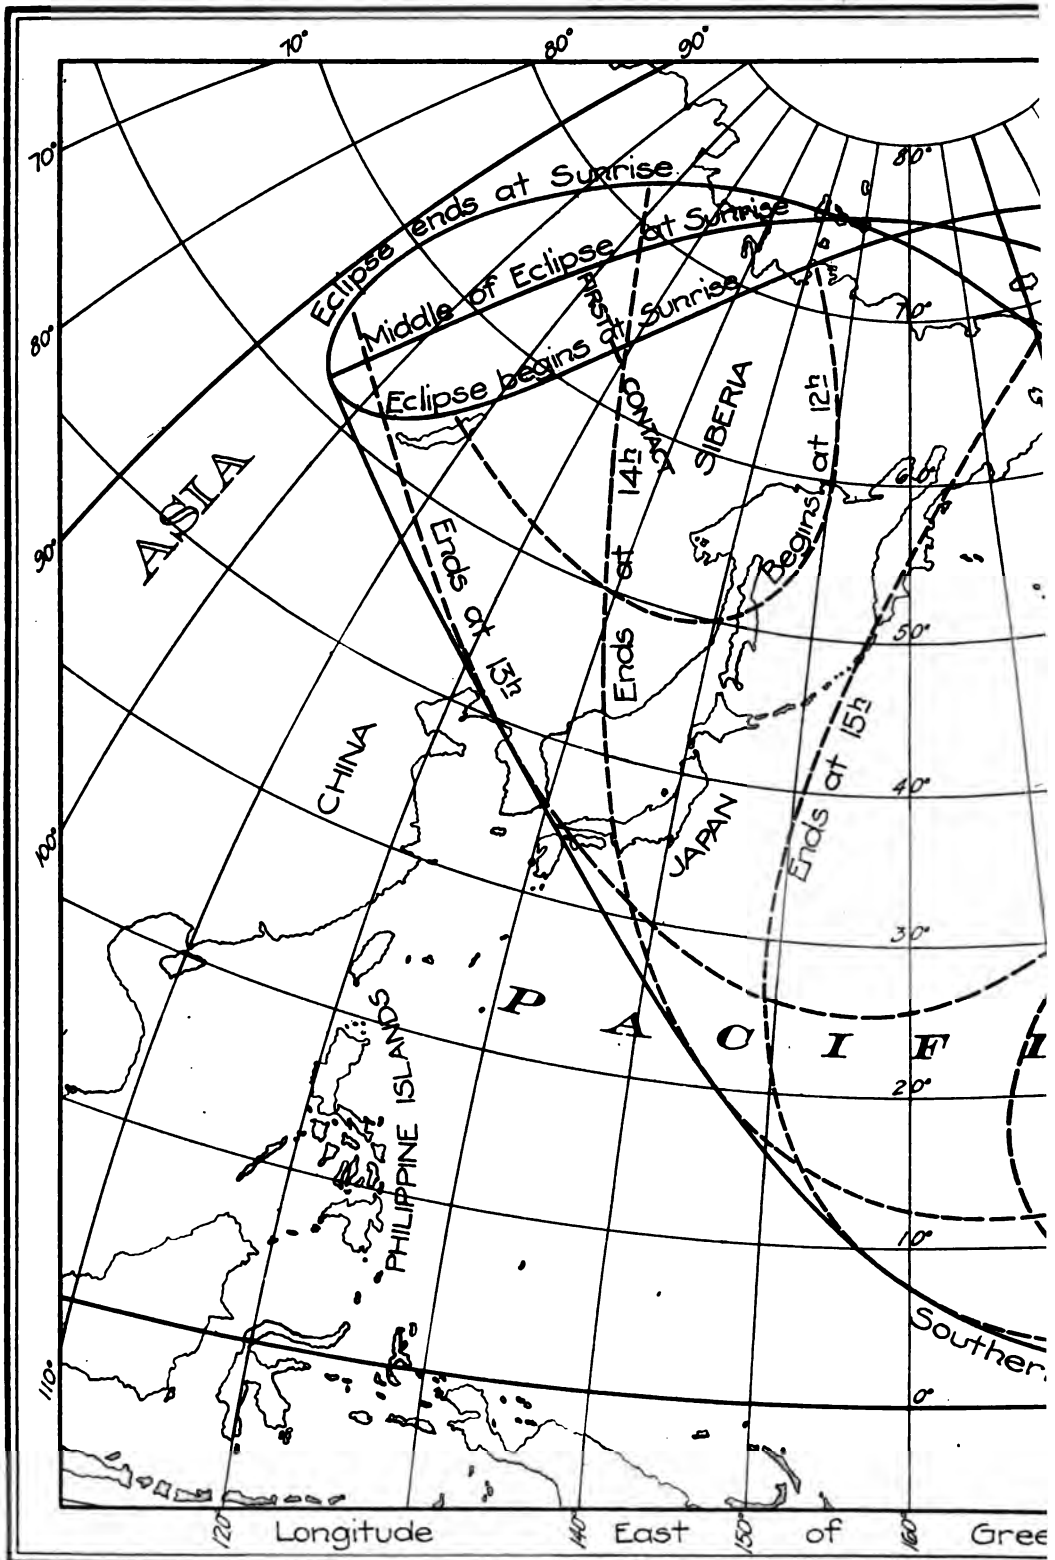 70°
80°
90°
70°
80°
90°
100°
110°
80°
70°
60°
50°
40°
30°
20°
10°
0°
Eclipse ends at Sunrise
Middle of Eclipse at Sunrise
Eclipse begins at Sunrise
FIRST CONTACT
SIBERIA
ASIA
Begins at 12h
Ends at 14h
Ends at 13h
Ends at 15h
CHINA
JAPAN
PACIFI
PHILIPPINE ISLANDS
Souther
120°
140°
150°
160°
Longitude East of Gree